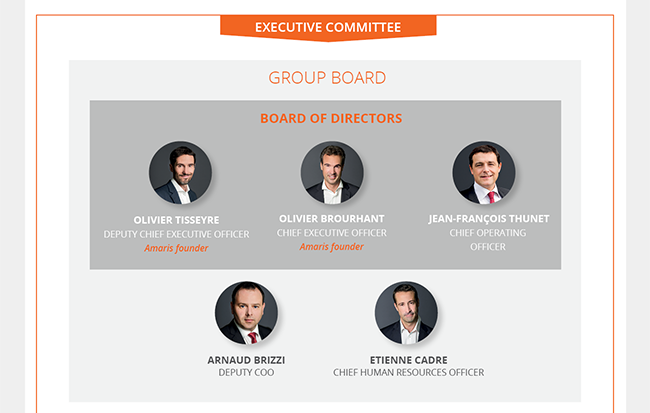 EXECUTIVE COMMITTEE
GROUP BOARD
BOARD OF DIRECTORS
OLIVIER TISSEYRE
DEPUTY CHIEF EXECUTIVE OFFICER
Amaris founder
OLIVIER BROURHANT
CHIEF EXECUTIVE OFFICER
Amaris founder
JEAN-FRANÇOIS THUNET
CHIEF OPERATING
OFFICER
ARNAUD BRIZZI
DEPUTY COO
ETIENNE CADRE
CHIEF HUMAN RESOURCES OFFICER